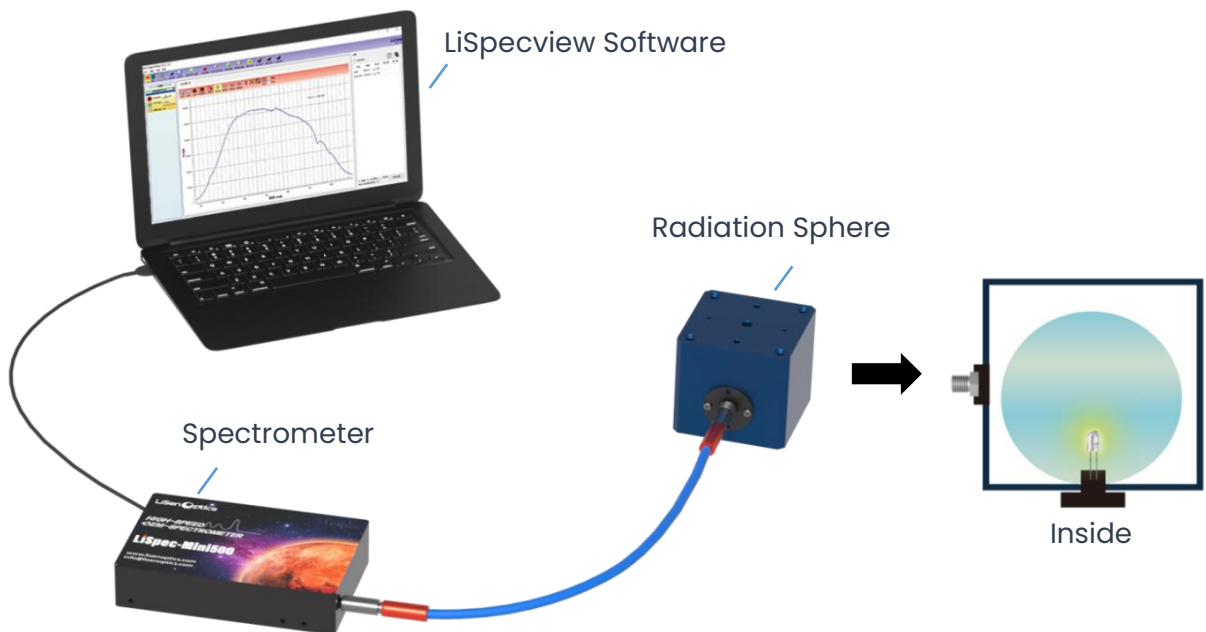 LiSpecview Software
Radiation Sphere
Spectrometer
LiSenOptics
HIGH-SPEED
OEM-SPECTROMETER
LiSpec-Mini500
www.lisenoptics.com
info@lisenoptics.com
Inside